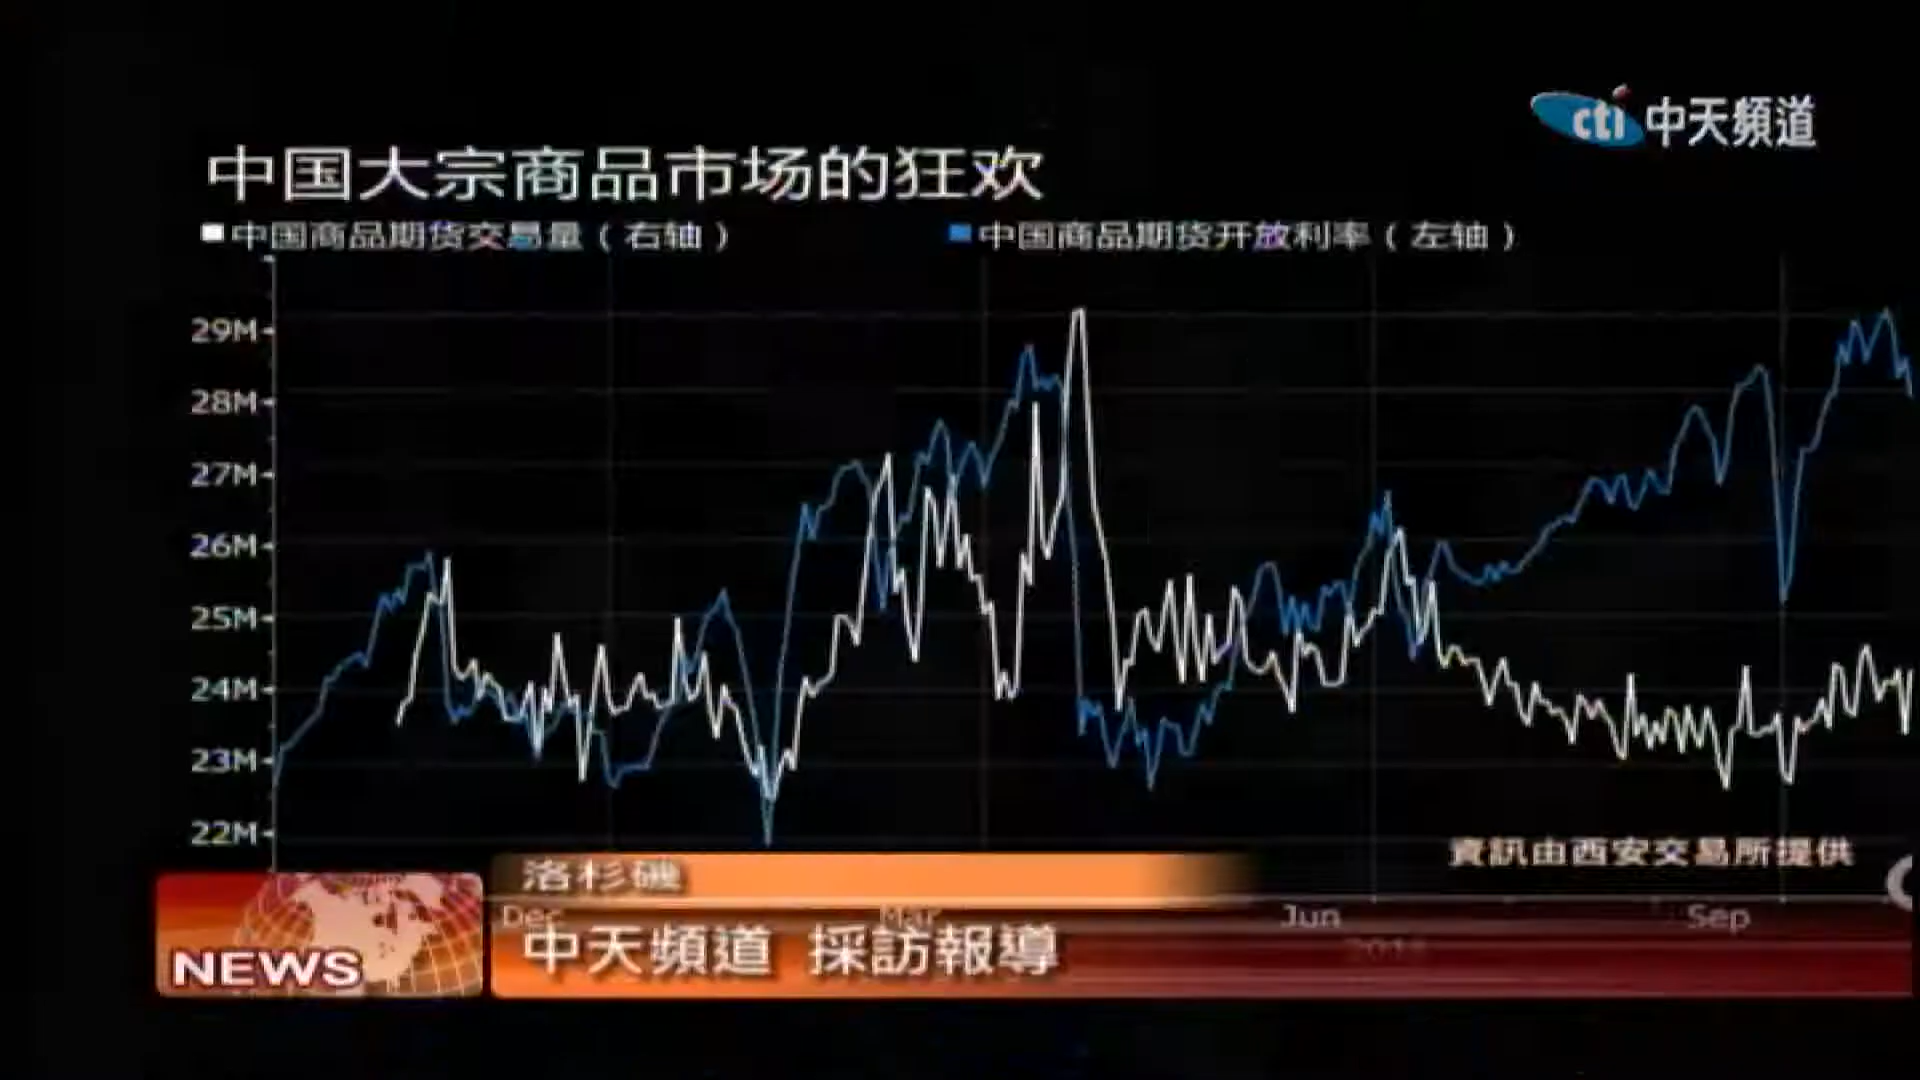 cti 中天頻道
中国大宗商品市场的狂欢
中国商品期货交易量（右轴）
中国商品期货开放利率（左轴）
29M
28M
27M
26M
25M
24M
23M
22M
資訊由西安交易所提供
洛杉磯
Dec Mar Jun Sep
NEWS
中天頻道 採訪報導